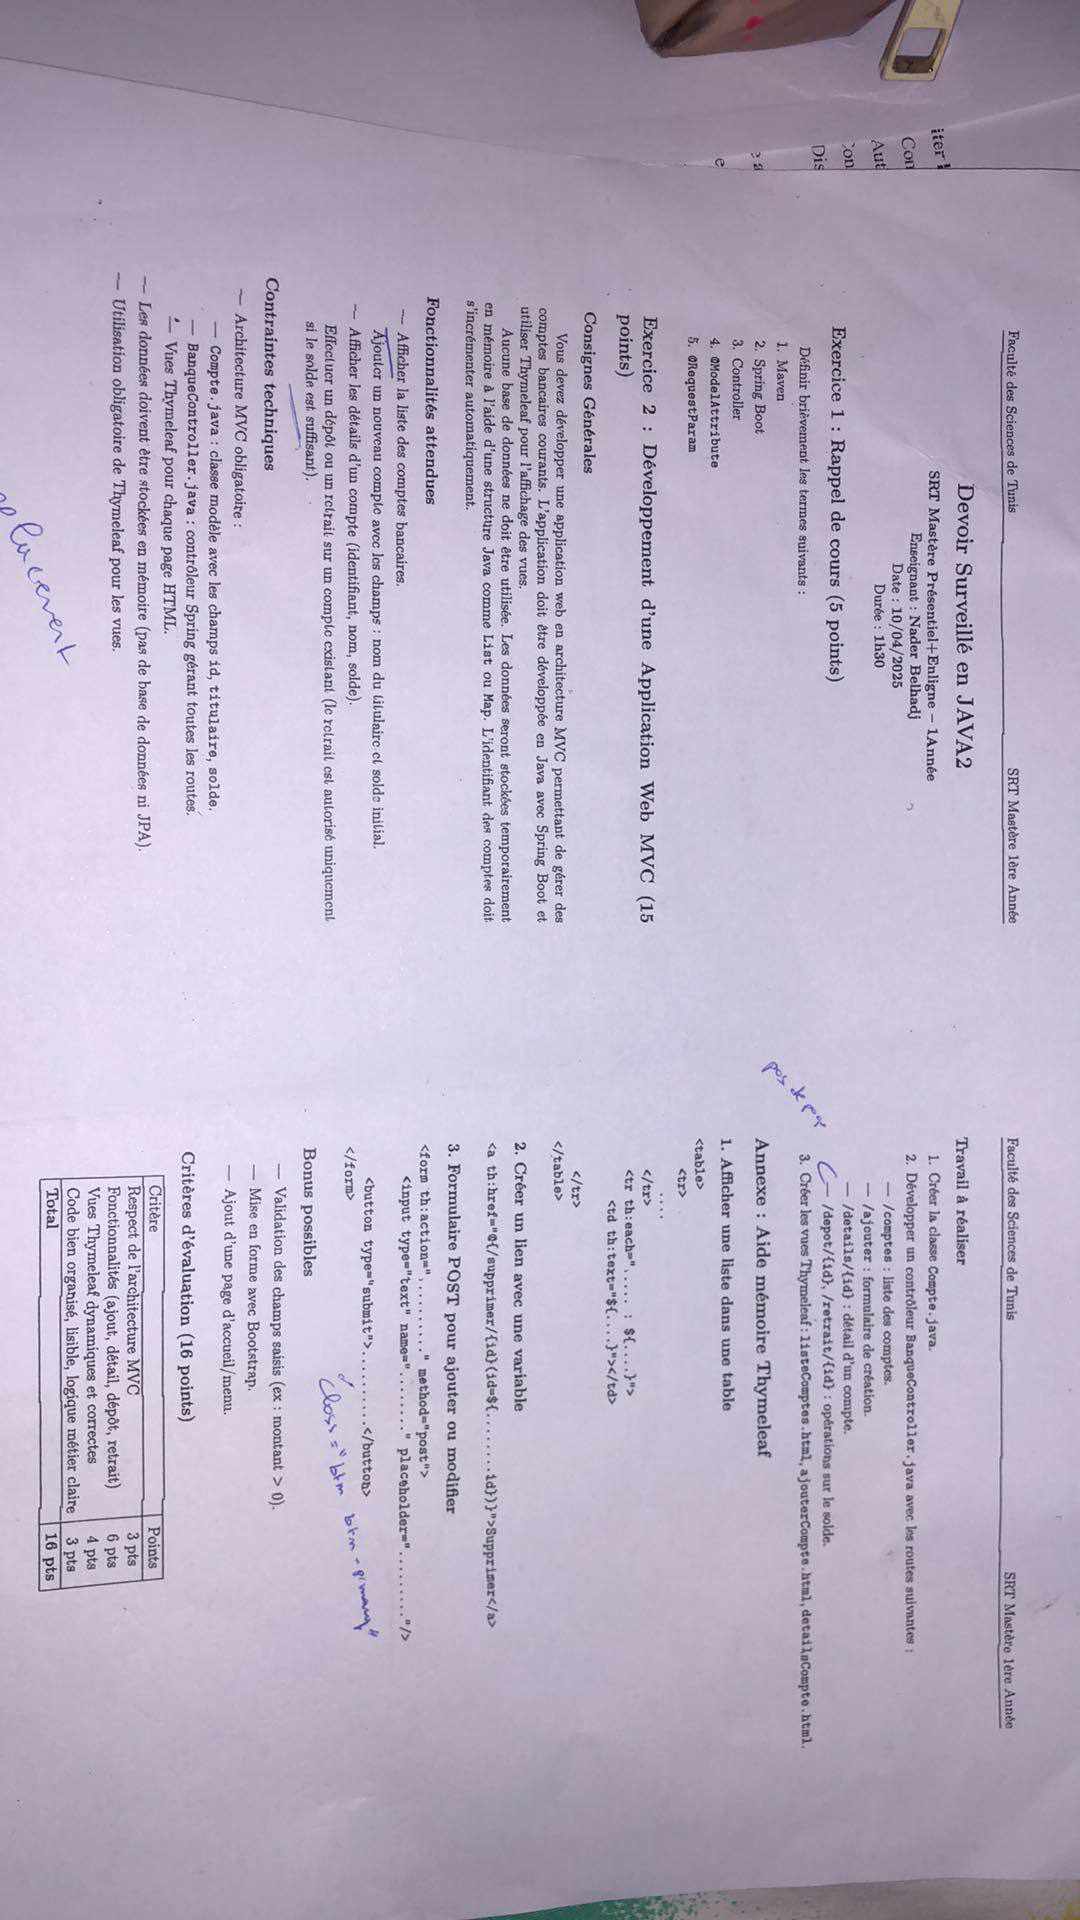 iter
Con
Aut
Con
Dis
e a
e
Faculté des Sciences de Tunis SRT Mastère 1ère Année
Devoir Surveillé en JAVA2
SRT Mastère Présentiel+Enligne – 1Année
Enseignant : Nader Belhadj
Date : 10/04/2025
Durée : 1h30
Exercice 1 : Rappel de cours (5 points)
Définir brièvement les termes suivants :
1. Maven
2. Spring Boot
3. Controller
4. @ModelAttribute
5. @RequestParam
Exercice 2 : Développement d'une Application Web MVC (15
points)
Consignes Générales
Vous devez développer une application web en architecture MVC permettant de gérer des
comptes bancaires courants. L'application doit être développée en Java avec Spring Boot et
utiliser Thymeleaf pour l'affichage des vues.
Aucune base de données ne doit être utilisée. Les données seront stockées temporairement
en mémoire à l'aide d'une structure Java comme List ou Map. L'identifiant des comptes doit
s'incrémenter automatiquement.
Fonctionnalités attendues
— Afficher la liste des comptes bancaires.
Ajouter un nouveau compte avec les champs : nom du titulaire et solde initial.
— Afficher les détails d'un compte (identifiant, nom, solde).
Effectuer un dépôt ou un retrait sur un compte existant (le retrait est autorisé uniquement
si le solde est suffisant).
Contraintes techniques
— Architecture MVC obligatoire :
— Compte.java : classe modèle avec les champs id, titulaire, solde.
— BanqueController.java : contrôleur Spring gérant toutes les routes.
— Vues Thymeleaf pour chaque page HTML.
— Les données doivent être stockées en mémoire (pas de base de données ni JPA).
— Utilisation obligatoire de Thymeleaf pour les vues.
Faculté des Sciences de Tunis SRT Mastère 1ère Année
Travail à réaliser
1. Créer la classe Compte.java.
2. Développer un contrôleur BanqueController.java avec les routes suivantes :
— /comptes : liste des comptes.
— /ajouter : formulaire de création.
— /details/{id} : détail d'un compte.
— /depot/{id}, /retrait/{id} : opérations sur le solde.
pas de
3. Créer les vues Thymeleaf : listeComptes.html, ajouterCompte.html, detailsCompte.html.
Annexe : Aide mémoire Thymeleaf
1. Afficher une liste dans une table
<table>
<tr>
....
</tr>
<tr th:each="..... : ${....}">
<td th:text="${....}"></td>
</tr>
</table>
2. Créer un lien avec une variable
<a th:href="@{/supprimer/{id}(id=${........id})}">Supprimer</a>
3. Formulaire POST pour ajouter ou modifier
<form th:action="..........." method="post">
<input type="text" name="........" placeholder="........."/>
<button type="submit">..........</button>
</form>
class="btn btn-primary"
Bonus possibles
— Validation des champs saisis (ex : montant > 0).
— Mise en forme avec Bootstrap.
— Ajout d'une page d'accueil/menu.
Critères d'évaluation (16 points)
Critère Points
Respect de l'architecture MVC 3 pts
Fonctionnalités (ajout, détail, dépôt, retrait) 6 pts
Vues Thymeleaf dynamiques et correctes 4 pts
Code bien organisé, lisible, logique métier claire 3 pts
Total 16 pts